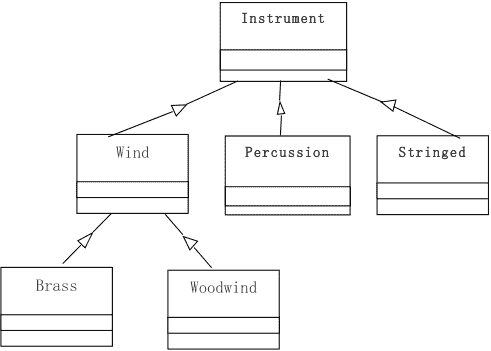 Instrument
Wind
Percussion
Stringed
Brass
Woodwind